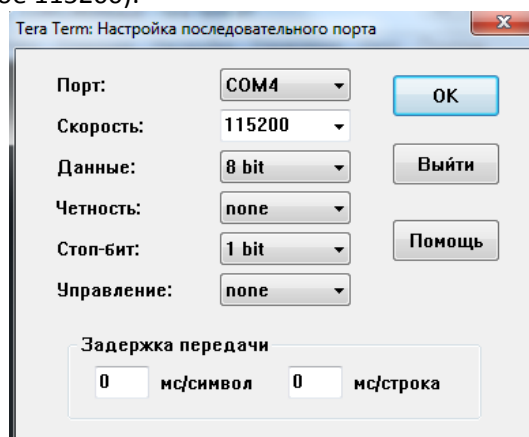 115200).
Tera Term: Настройка последовательного порта
Порт: COM4
OK
Скорость: 115200
Данные: 8 bit
Выйти
Четность: none
Стоп-бит: 1 bit
Помощь
Управление: none
Задержка передачи
0 мс/символ 0 мс/строка